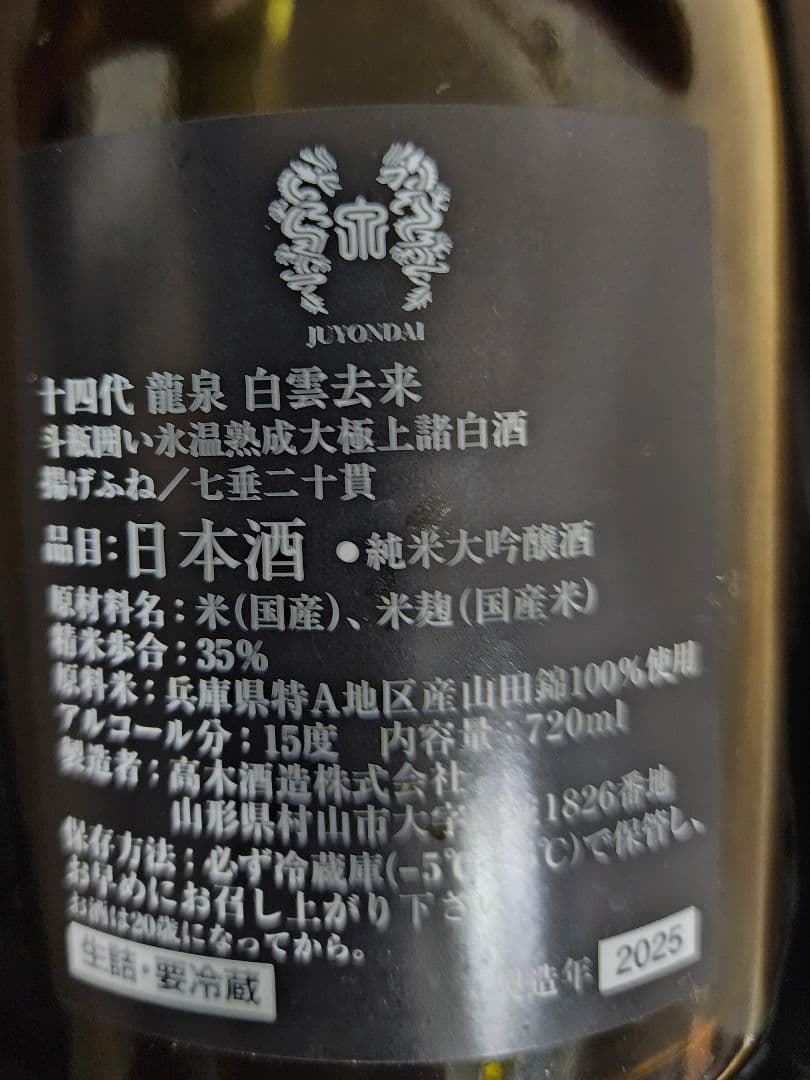 JUYONDAI
十四代 龍泉 白雲去来
斗瓶囲い氷温熟成大極上諸白酒
揚げふね/七垂二十貫
品目:日本酒 ●純米大吟醸酒
原材料名:米(国産)、米麹(国産米)
精米歩合:35%
原料米:兵庫県特A地区産山田錦100%使用
アルコール分:15度 内容量:720ml
製造者:高木酒造株式会社
山形県村山市大字 1826番地
保存方法:必ず冷蔵庫(-5℃ ℃)で保管し、
お早めにお召し上がり下さ
お酒は20歳になってから。
生詰・要冷蔵
造年 2025